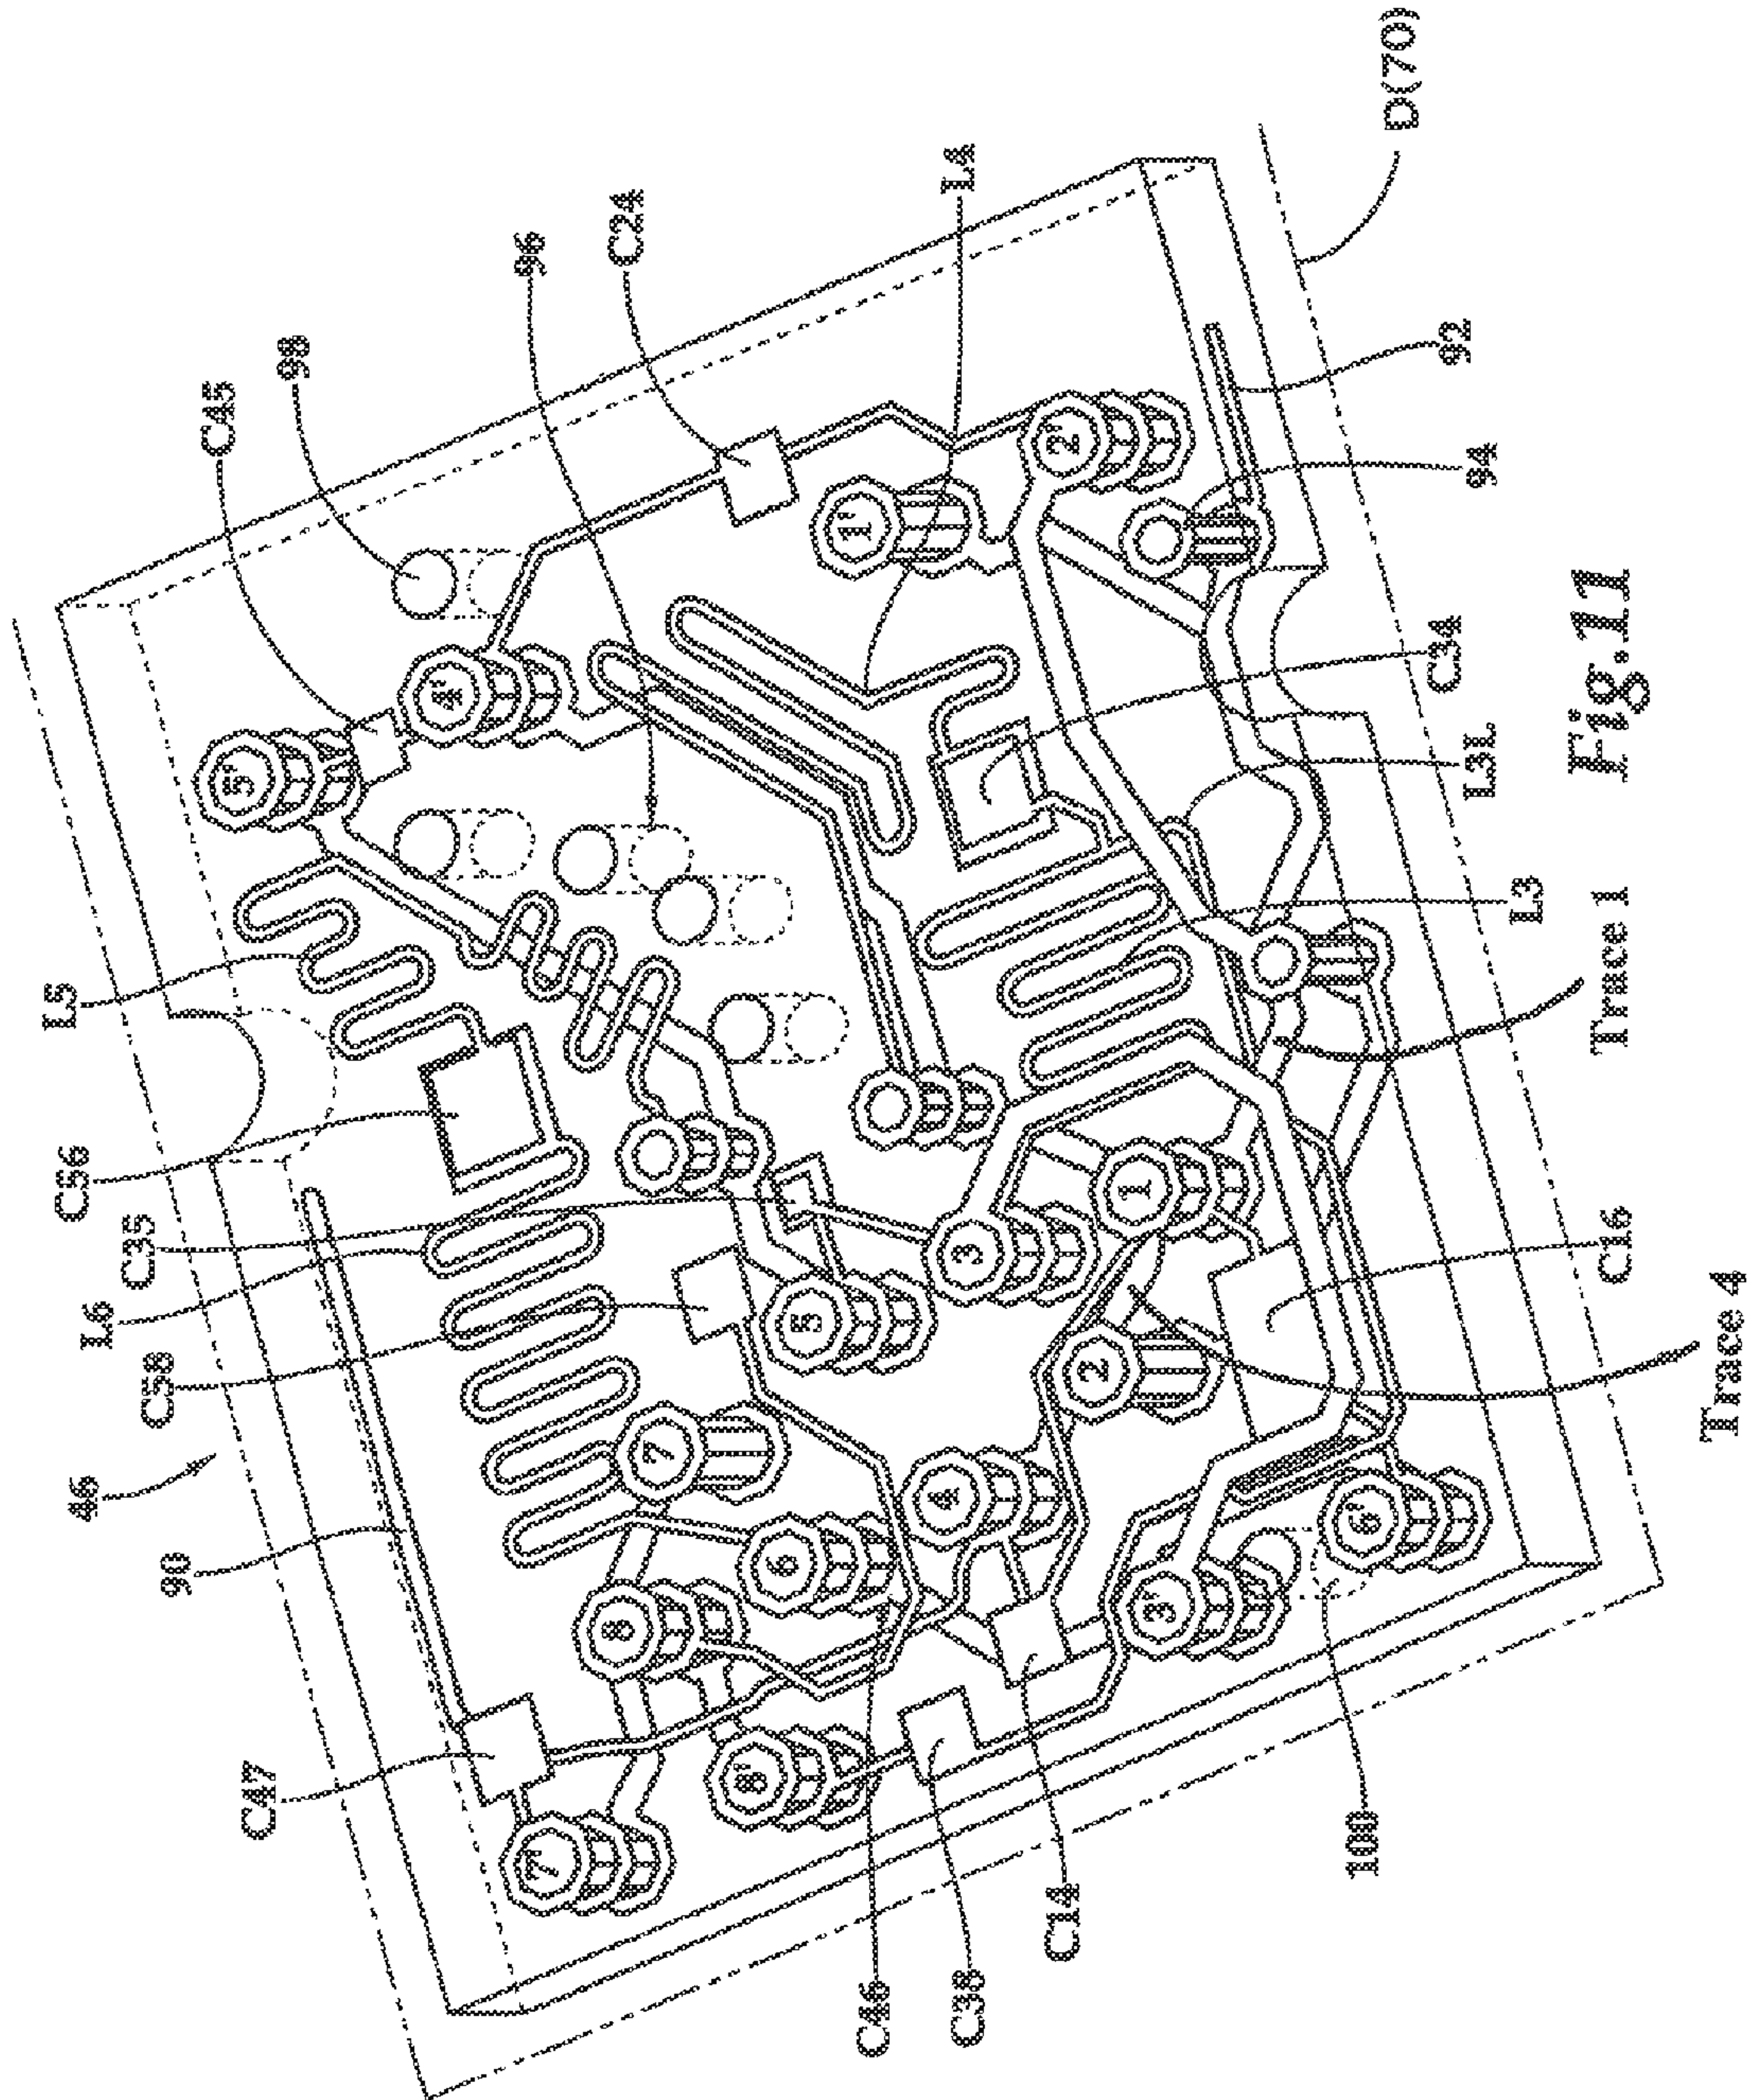 D(70)
L4
C24
96
98
C45
92
94
C34
L3L
L3
Trace 1
Fig.11
L5
C56
C35
L6
C58
46
90
C47
C16
Trace 4
100
C14
C38
C46
5'
4'
1'
2'
1
3
5
2
7
4
6
8
3'
6'
8'
7'